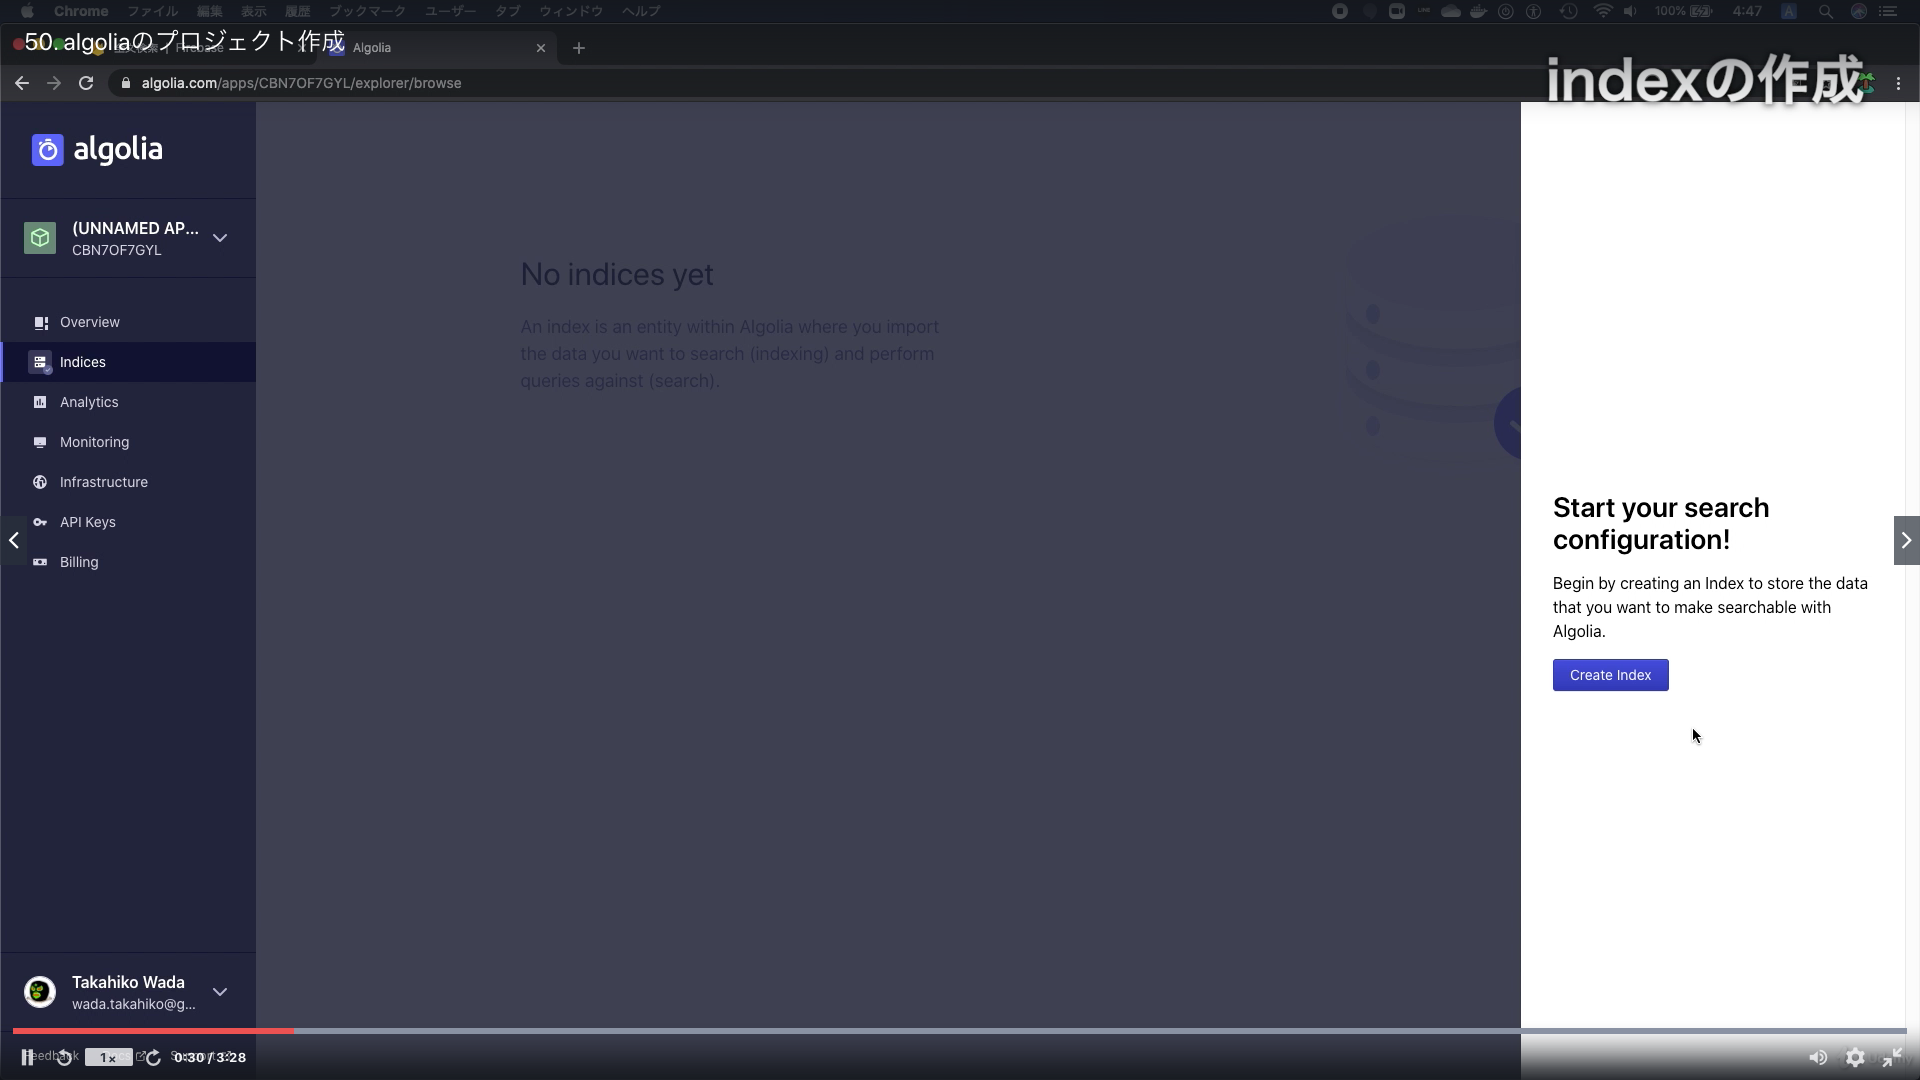 Chrome ファイル 編集 表示 履歴 ブックマーク ユーザー タブ ウィンドウ ヘルプ
100% 4:47 A
50. algoliaのプロジェクト作成
Algolia
algolia.com/apps/CBN7OF7GYL/explorer/browse
indexの作成
algolia
(UNNAMED AP...
CBN7OF7GYL
Overview
Indices
Analytics
Monitoring
Infrastructure
API Keys
Billing
No indices yet
An index is an entity within Algolia where you import
the data you want to search (indexing) and perform
queries against (search).
Start your search
configuration!
Begin by creating an Index to store the data
that you want to make searchable with
Algolia.
Create Index
Takahiko Wada
wada.takahiko@g...
Feedback
1x
0:30 / 3:28